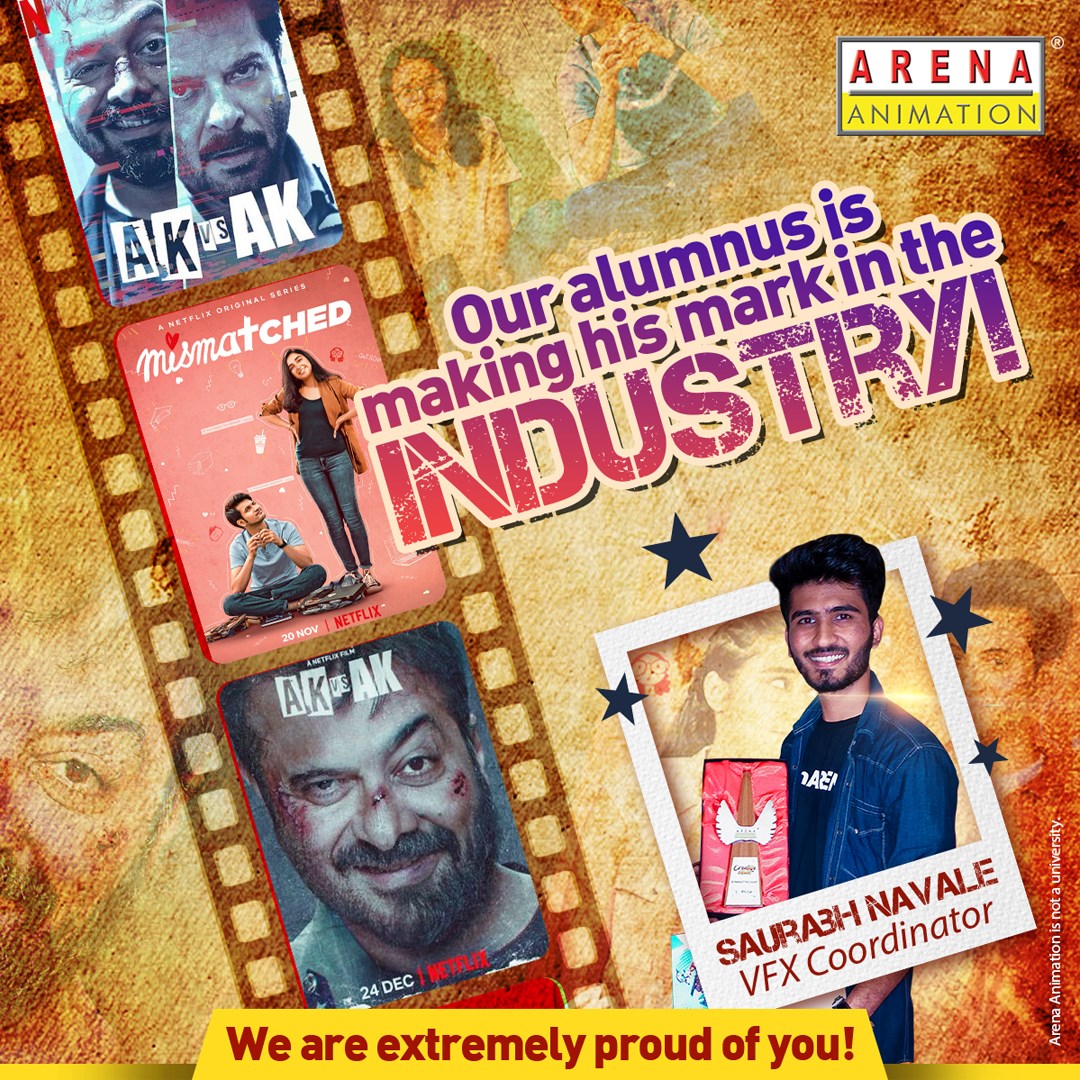 N
AK VS AK
A NETFLIX ORIGINAL SERIES
mismatCHED
20 NOV | NETFLIX
A NETFLIX FILM
AK VS AK
24 DEC | NETFLIX
ARENA ®
ANIMATION
Our alumnus is
making his mark in the
INDUSTRY!
SAURABH NAVALE
VFX Coordinator
Arena Animation is not a university.
We are extremely proud of you!